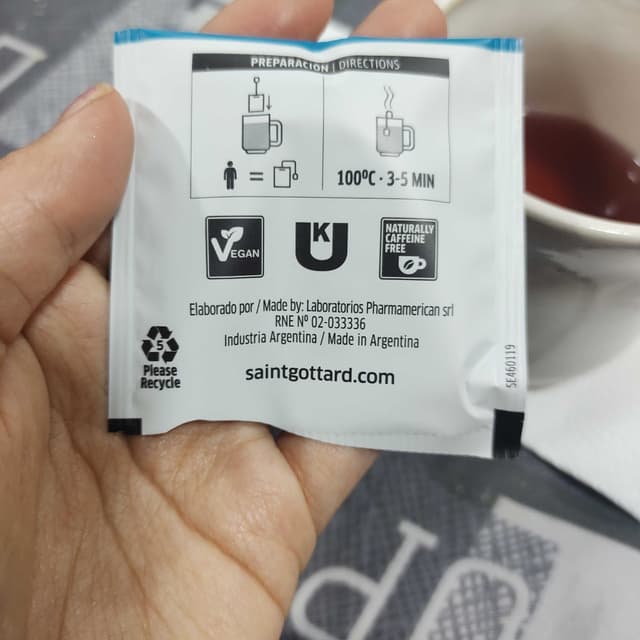 PREPARACIÓN | DIRECTIONS
=
100ºC · 3-5 MIN
VEGAN
UK
NATURALLY
CAFFEINE
FREE
Elaborado por / Made by: Laboratorios Pharmamerican srl
RNE Nº 02-033336
Industria Argentina / Made in Argentina
5
Please
Recycle
saintgottard.com
SE460119